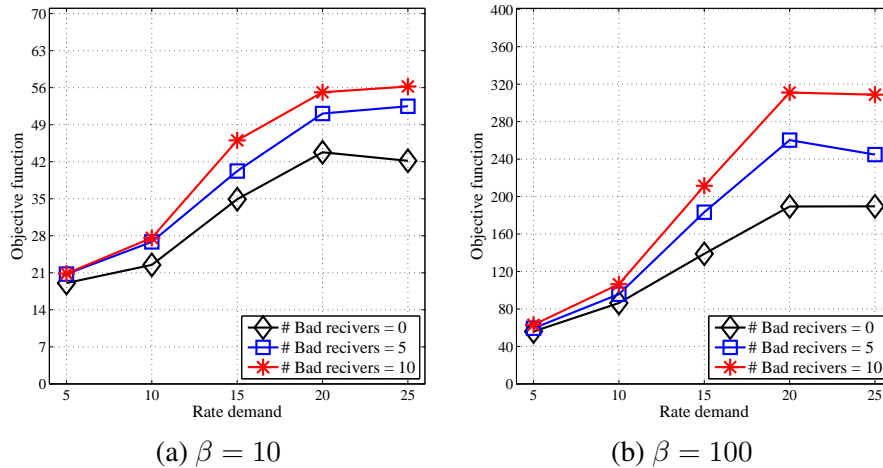 70
63
56
49
42
35
28
21
14
7
0
Objective function
5
10
15
20
25
Rate demand
# Bad recivers = 0
# Bad recivers = 5
# Bad recivers = 10
(a) β = 10
400
360
320
280
240
200
160
120
80
40
0
Objective function
5
10
15
20
25
Rate demand
# Bad recivers = 0
# Bad recivers = 5
# Bad recivers = 10
(b) β = 100